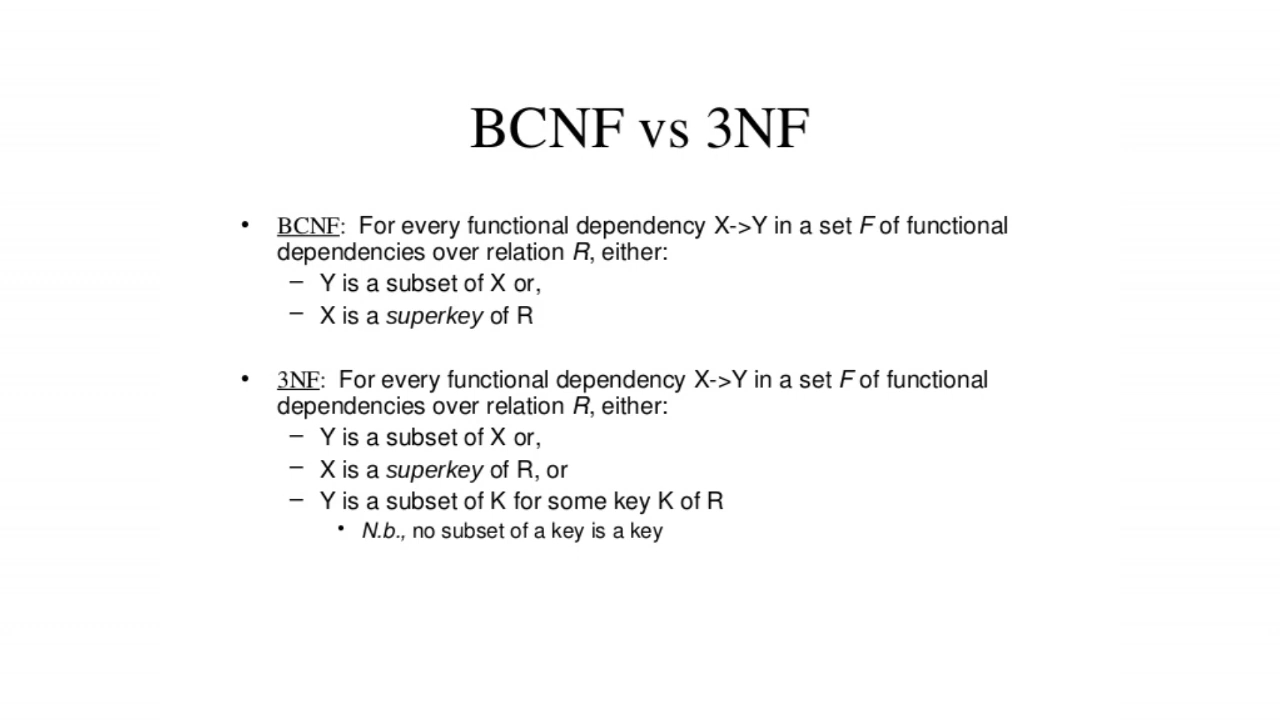 BCNF vs 3NF
• BCNF: For every functional dependency X->Y in a set F of functional
dependencies over relation R, either:
– Y is a subset of X or,
– X is a superkey of R
• 3NF: For every functional dependency X->Y in a set F of functional
dependencies over relation R, either:
– Y is a subset of X or,
– X is a superkey of R, or
– Y is a subset of K for some key K of R
• N.b., no subset of a key is a key